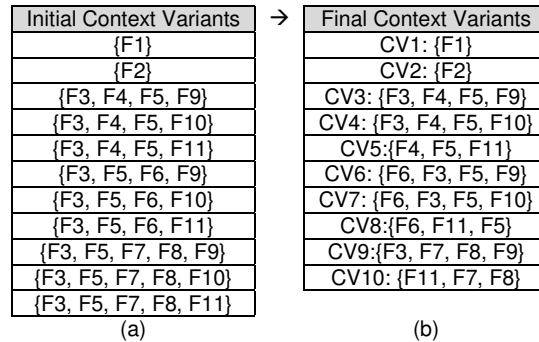 Initial Context Variants → Final Context Variants
{F1} CV1: {F1}
{F2} CV2: {F2}
{F3, F4, F5, F9} CV3: {F3, F4, F5, F9}
{F3, F4, F5, F10} CV4: {F3, F4, F5, F10}
{F3, F4, F5, F11} CV5:{F4, F5, F11}
{F3, F5, F6, F9} CV6: {F6, F3, F5, F9}
{F3, F5, F6, F10} CV7: {F6, F3, F5, F10}
{F3, F5, F6, F11} CV8:{F6, F11, F5}
{F3, F5, F7, F8, F9} CV9:{F3, F7, F8, F9}
{F3, F5, F7, F8, F10} CV10: {F11, F7, F8}
{F3, F5, F7, F8, F11}
(a) (b)